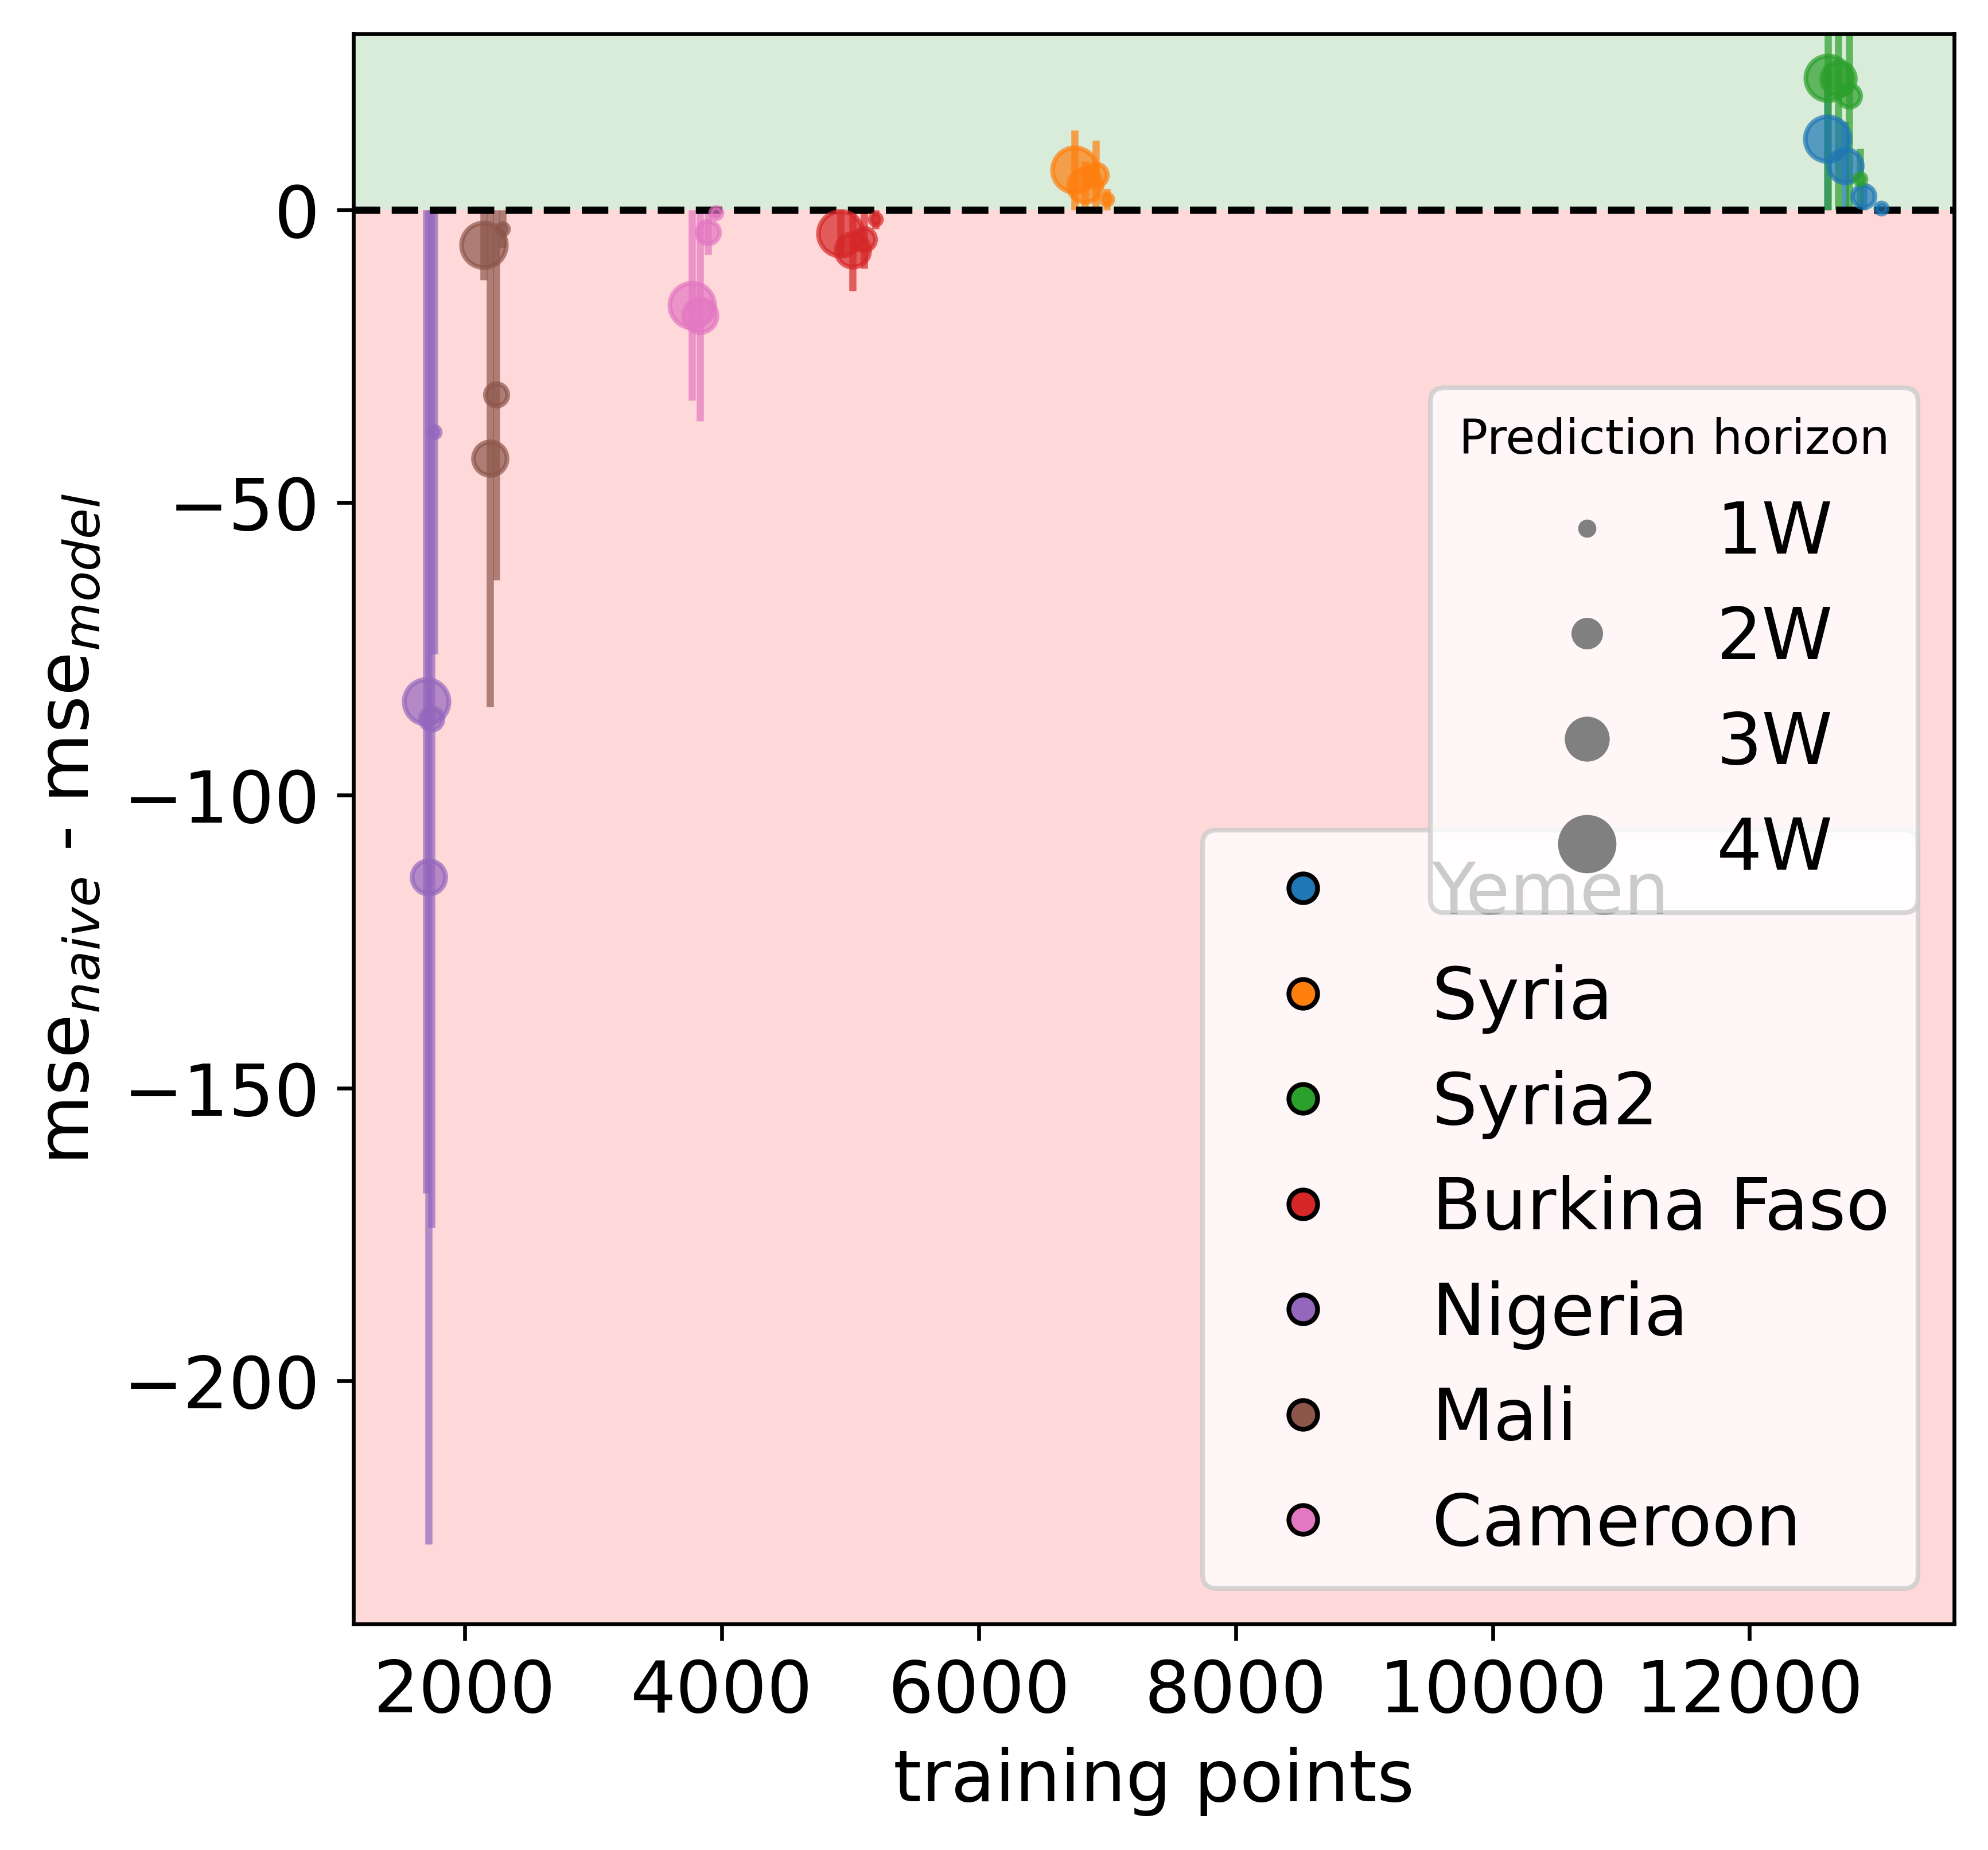 0
−50
−100
−150
−200
mse_naive - mse_model
Prediction horizon
1W
2W
3W
4W
Yemen
Syria
Syria2
Burkina Faso
Nigeria
Mali
Cameroon
2000 4000 6000 8000 10000 12000
training points